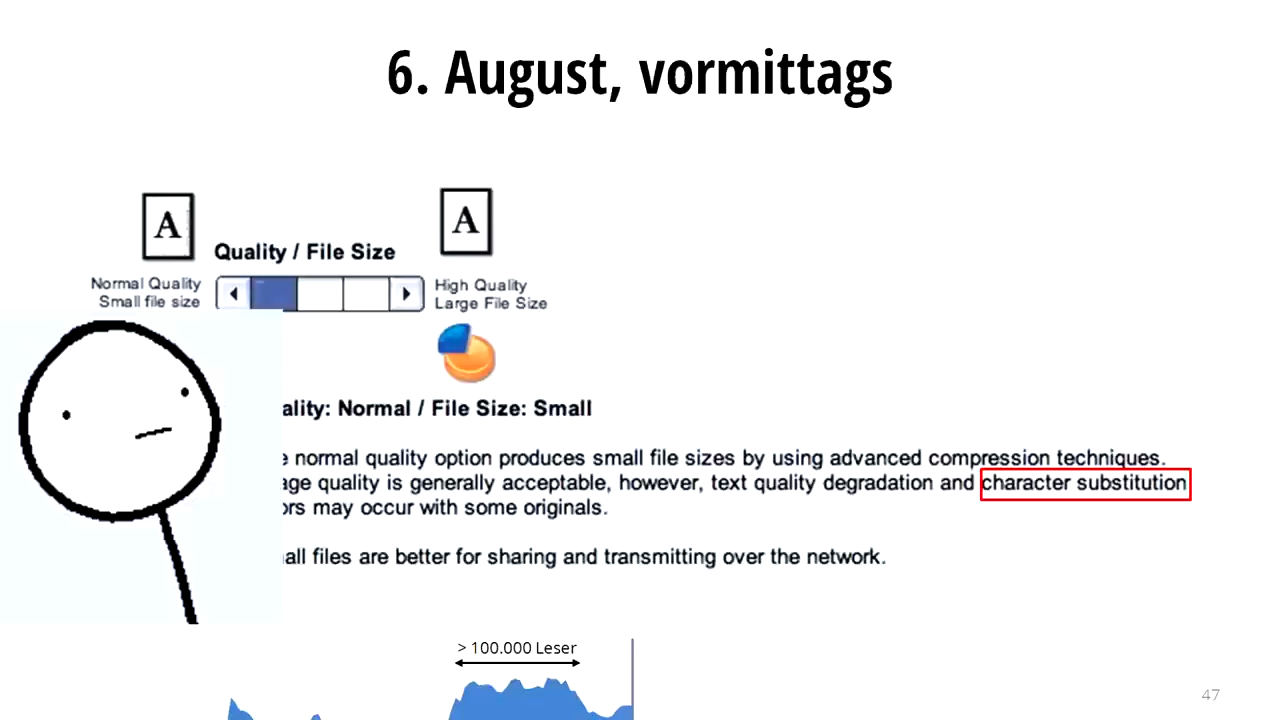 6. August, vormittags
A
A
Quality / File Size
Normal Quality
Small file size
High Quality
Large File Size
ality: Normal / File Size: Small
e normal quality option produces small file sizes by using advanced compression techniques.
age quality is generally acceptable, however, text quality degradation and character substitution
ors may occur with some originals.
all files are better for sharing and transmitting over the network.
> 100.000 Leser
47